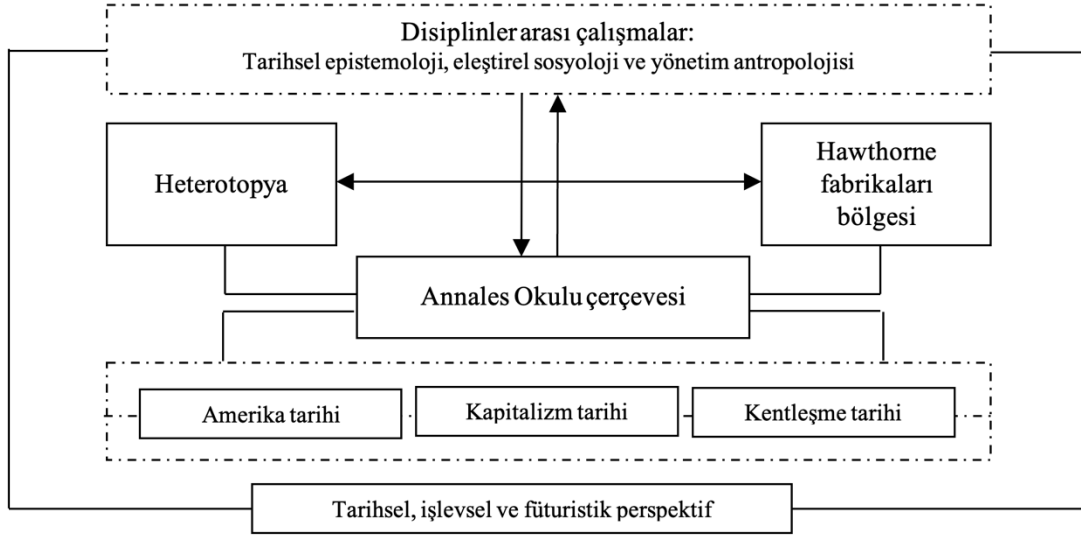 Disiplinler arası çalışmalar:
Tarihsel epistemoloji, eleştirel sosyoloji ve yönetim antropolojisi
Heterotopya
Hawthorne
fabrikaları
bölgesi
Annales Okulu çerçevesi
Amerika tarihi
Kapitalizm tarihi
Kentleşme tarihi
Tarihsel, işlevsel ve füturistik perspektif